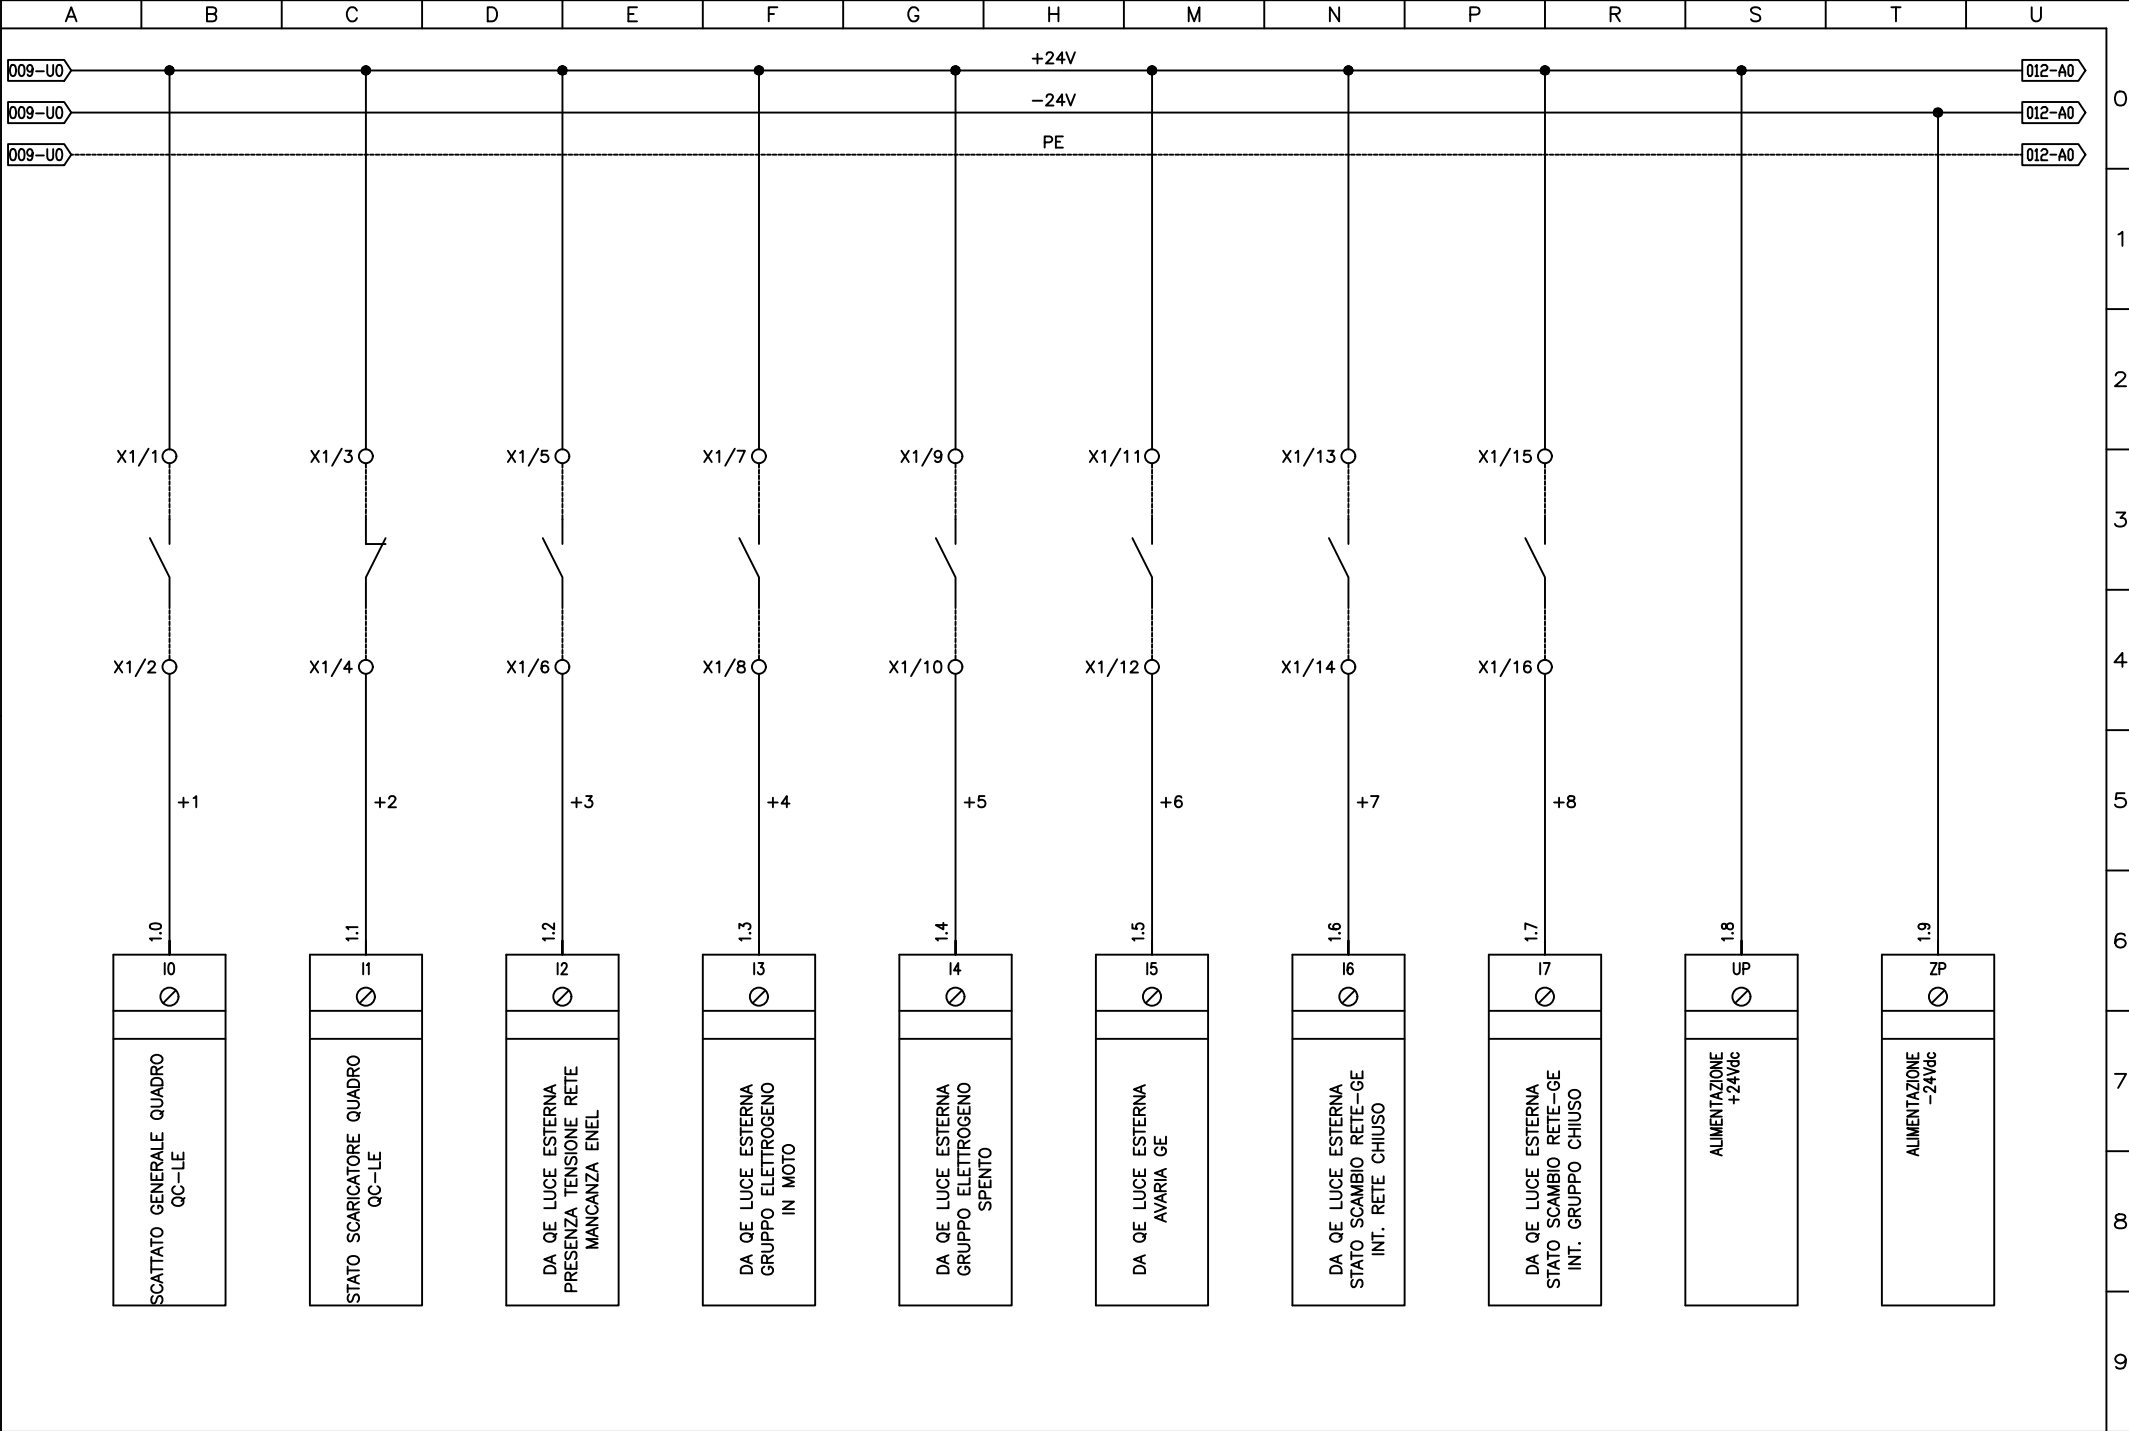 A B C D E F G H M N P R S T U
009-U0 +24V 012-A0
009-U0 -24V 012-A0
009-U0 PE 012-A0
0
1
2
X1/1 X1/3 X1/5 X1/7 X1/9 X1/11 X1/13 X1/15
3
X1/2 X1/4 X1/6 X1/8 X1/10 X1/12 X1/14 X1/16
4
+1 +2 +3 +4 +5 +6 +7 +8
5
1.0 1.1 1.2 1.3 1.4 1.5 1.6 1.7 1.8 1.9
6
I0 I1 I2 I3 I4 I5 I6 I7 UP ZP
SCATTATO GENERALE QUADRO
QC-LE
STATO SCARICATORE QUADRO
QC-LE
DA QE LUCE ESTERNA
PRESENZA TENSIONE RETE
MANCANZA ENEL
DA QE LUCE ESTERNA
GRUPPO ELETTROGENO
IN MOTO
DA QE LUCE ESTERNA
GRUPPO ELETTROGENO
SPENTO
DA QE LUCE ESTERNA
AVARIA GE
DA QE LUCE ESTERNA
STATO SCAMBIO RETE-GE
INT. RETE CHIUSO
DA QE LUCE ESTERNA
STATO SCAMBIO RETE-GE
INT. GRUPPO CHIUSO
ALIMENTAZIONE
+24Vdc
ALIMENTAZIONE
-24Vdc
7
8
9